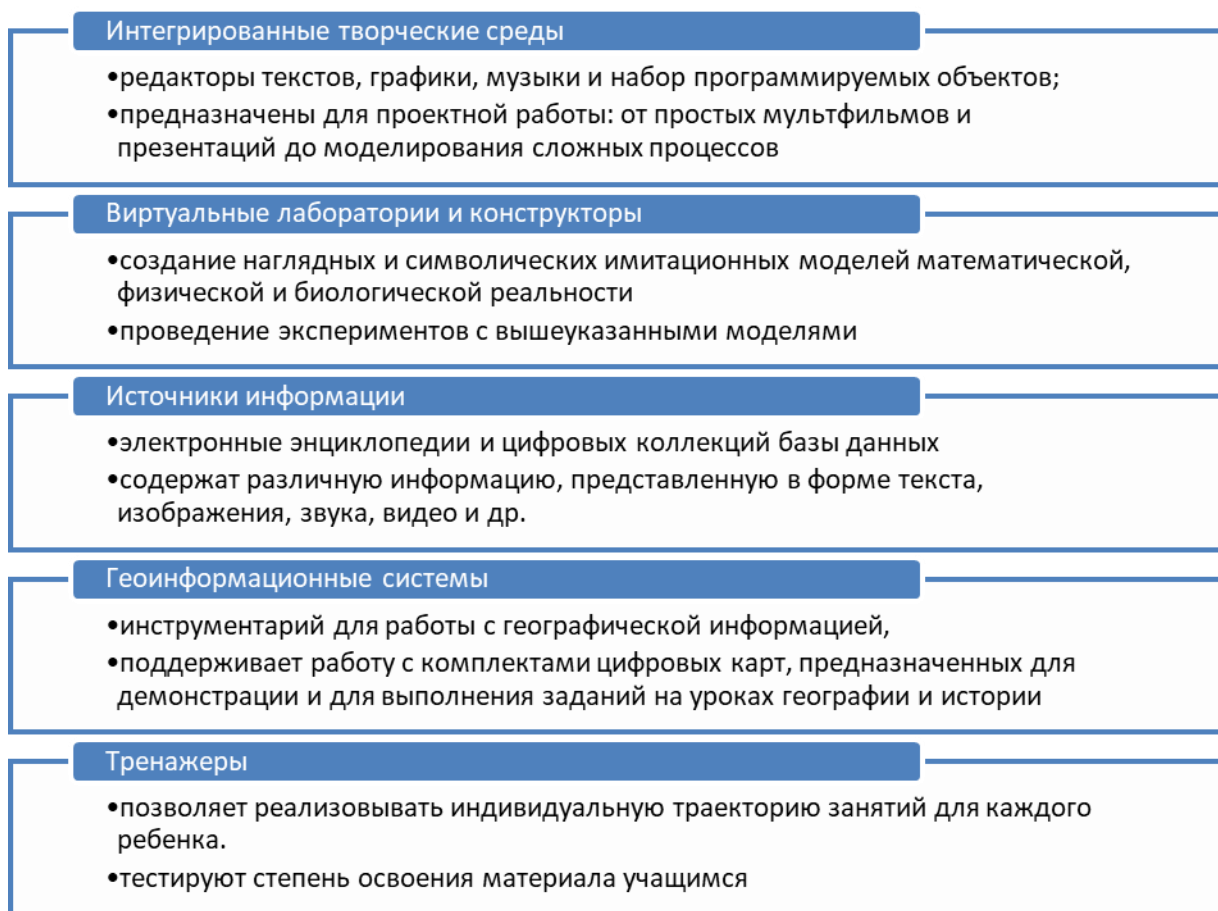 Интегрированные творческие среды
•редакторы текстов, графики, музыки и набор программируемых объектов;
•предназначены для проектной работы: от простых мультфильмов и
презентаций до моделирования сложных процессов
Виртуальные лаборатории и конструкторы
•создание наглядных и символических имитационных моделей математической,
физической и биологической реальности
•проведение экспериментов с вышеуказанными моделями
Источники информации
•электронные энциклопедии и цифровых коллекций базы данных
•содержат различную информацию, представленную в форме текста,
изображения, звука, видео и др.
Геоинформационные системы
•инструментарий для работы с географической информацией,
•поддерживает работу с комплектами цифровых карт, предназначенных для
демонстрации и для выполнения заданий на уроках географии и истории
Тренажеры
•позволяет реализовывать индивидуальную траекторию занятий для каждого
ребенка.
•тестируют степень освоения материала учащимся